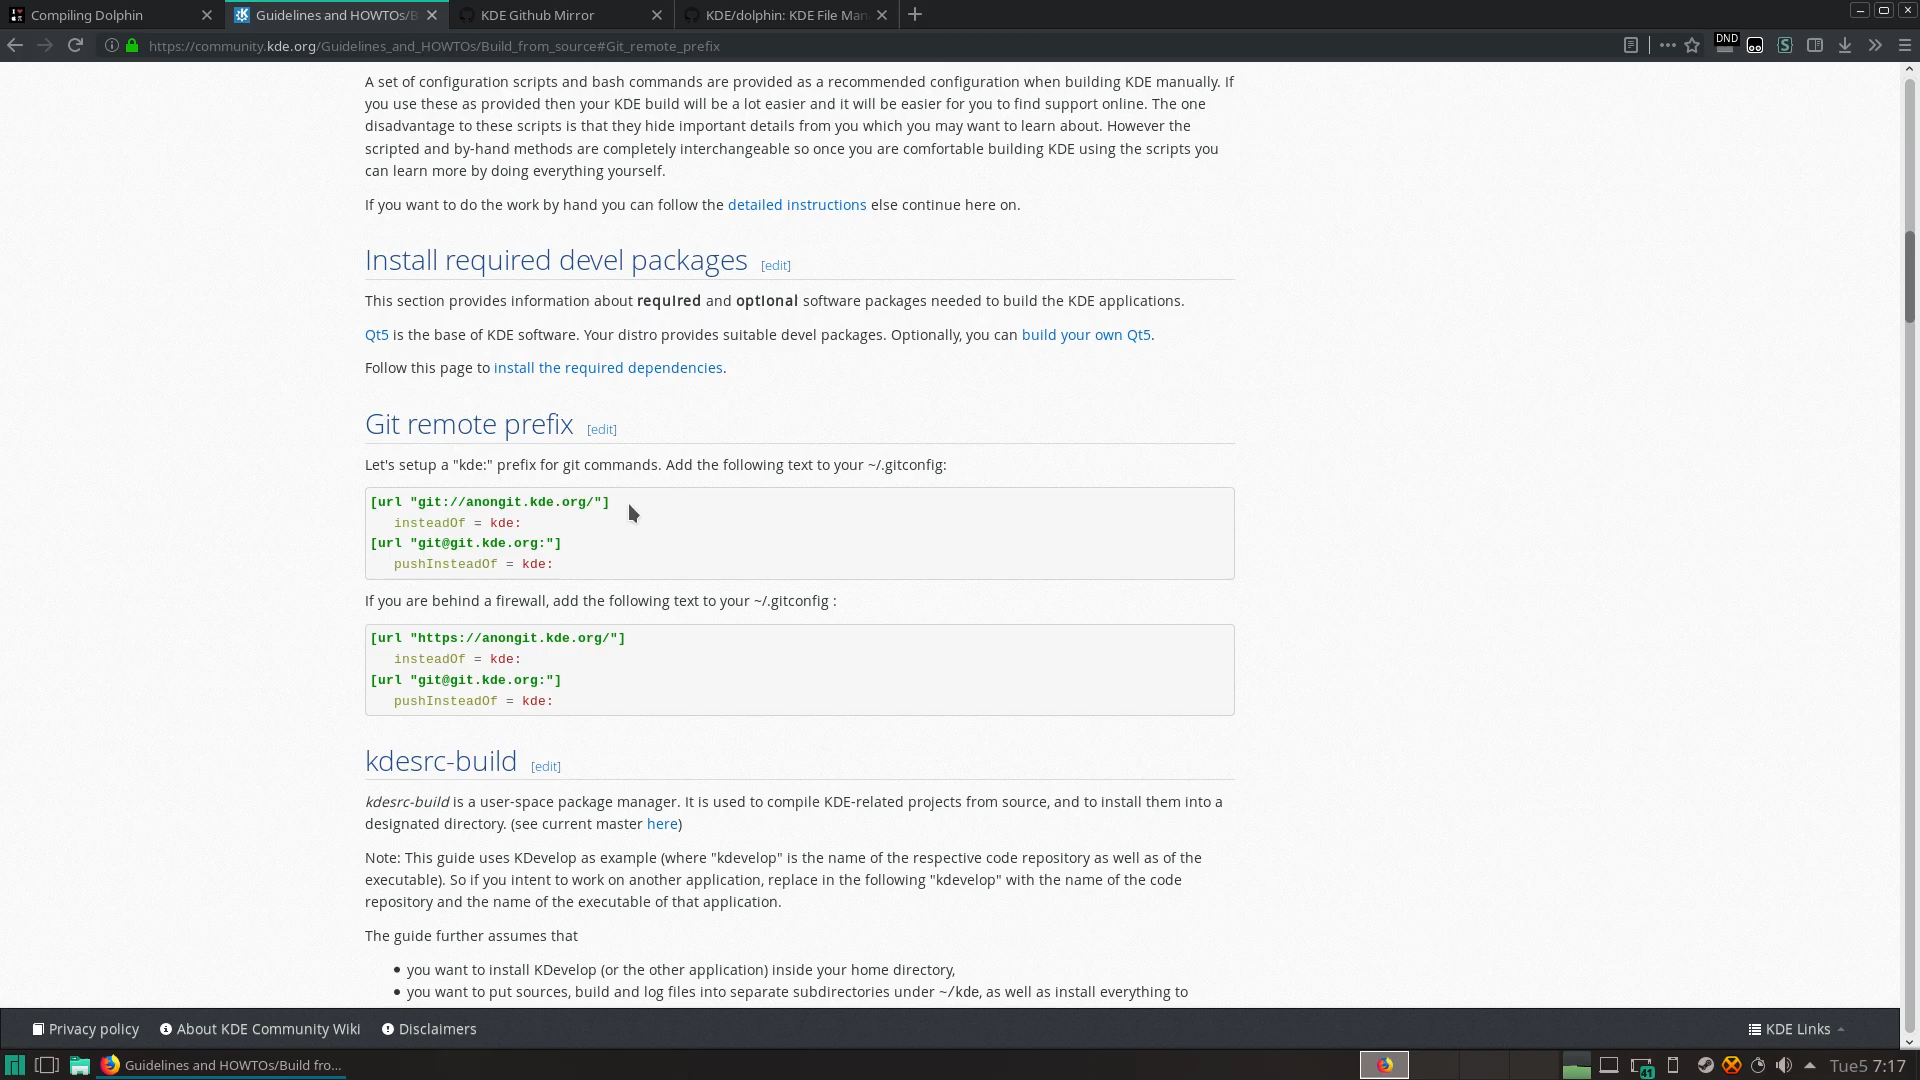 Compiling Dolphin
Guidelines and HOWTOs/B
KDE Github Mirror
KDE/dolphin: KDE File Man
https://community.kde.org/Guidelines_and_HOWTOs/Build_from_source#Git_remote_prefix
DND
A set of configuration scripts and bash commands are provided as a recommended configuration when building KDE manually. If
you use these as provided then your KDE build will be a lot easier and it will be easier for you to find support online. The one
disadvantage to these scripts is that they hide important details from you which you may want to learn about. However the
scripted and by-hand methods are completely interchangeable so once you are comfortable building KDE using the scripts you
can learn more by doing everything yourself.
If you want to do the work by hand you can follow the detailed instructions else continue here on.
Install required devel packages [edit]
This section provides information about required and optional software packages needed to build the KDE applications.
Qt5 is the base of KDE software. Your distro provides suitable devel packages. Optionally, you can build your own Qt5.
Follow this page to install the required dependencies.
Git remote prefix [edit]
Let's setup a "kde:" prefix for git commands. Add the following text to your ~/.gitconfig:
[url "git://anongit.kde.org/"]
insteadOf = kde:
[url "git@git.kde.org:"]
pushInsteadOf = kde:
If you are behind a firewall, add the following text to your ~/.gitconfig :
[url "https://anongit.kde.org/"]
insteadOf = kde:
[url "git@git.kde.org:"]
pushInsteadOf = kde:
kdesrc-build [edit]
kdesrc-build is a user-space package manager. It is used to compile KDE-related projects from source, and to install them into a
designated directory. (see current master here)
Note: This guide uses KDevelop as example (where "kdevelop" is the name of the respective code repository as well as of the
executable). So if you intent to work on another application, replace in the following "kdevelop" with the name of the code
repository and the name of the executable of that application.
The guide further assumes that
• you want to install KDevelop (or the other application) inside your home directory,
• you want to put sources, build and log files into separate subdirectories under ~/kde, as well as install everything to
Privacy policy
About KDE Community Wiki
Disclaimers
KDE Links
Guidelines and HOWTOs/Build fro...
41
Tue5 7:17